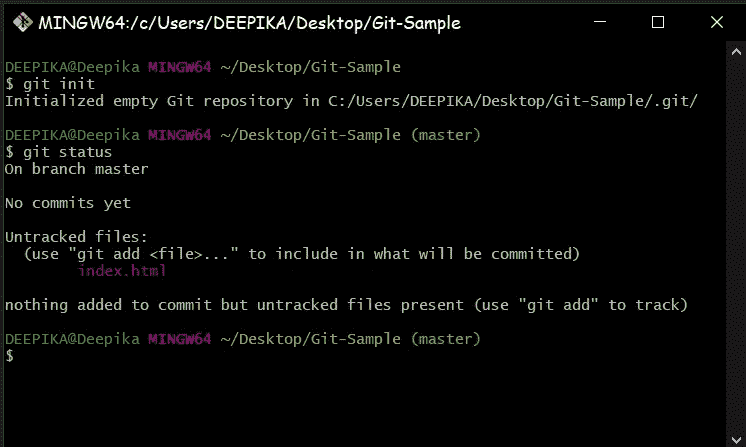 MINGW64:/c/Users/DEEPIKA/Desktop/Git-Sample
DEEPIKA@Deepika MINGW64 ~/Desktop/Git-Sample
$ git init
Initialized empty Git repository in C:/Users/DEEPIKA/Desktop/Git-Sample/.git/
DEEPIKA@Deepika MINGW64 ~/Desktop/Git-Sample (master)
$ git status
On branch master
No commits yet
Untracked files:
(use "git add <file>..." to include in what will be committed)
index.html
nothing added to commit but untracked files present (use "git add" to track)
DEEPIKA@Deepika MINGW64 ~/Desktop/Git-Sample (master)
$